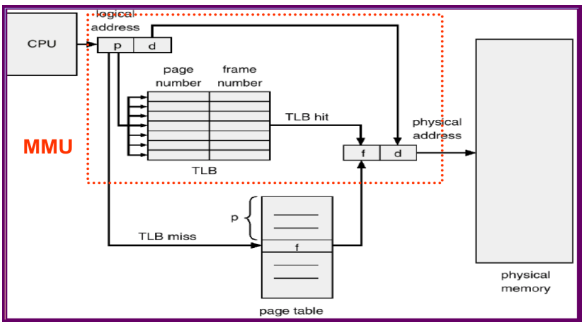 logical
address
CPU
p d
page
number
frame
number
TLB hit
physical
address
MMU
f d
TLB
p
TLB miss
f
physical
memory
page table